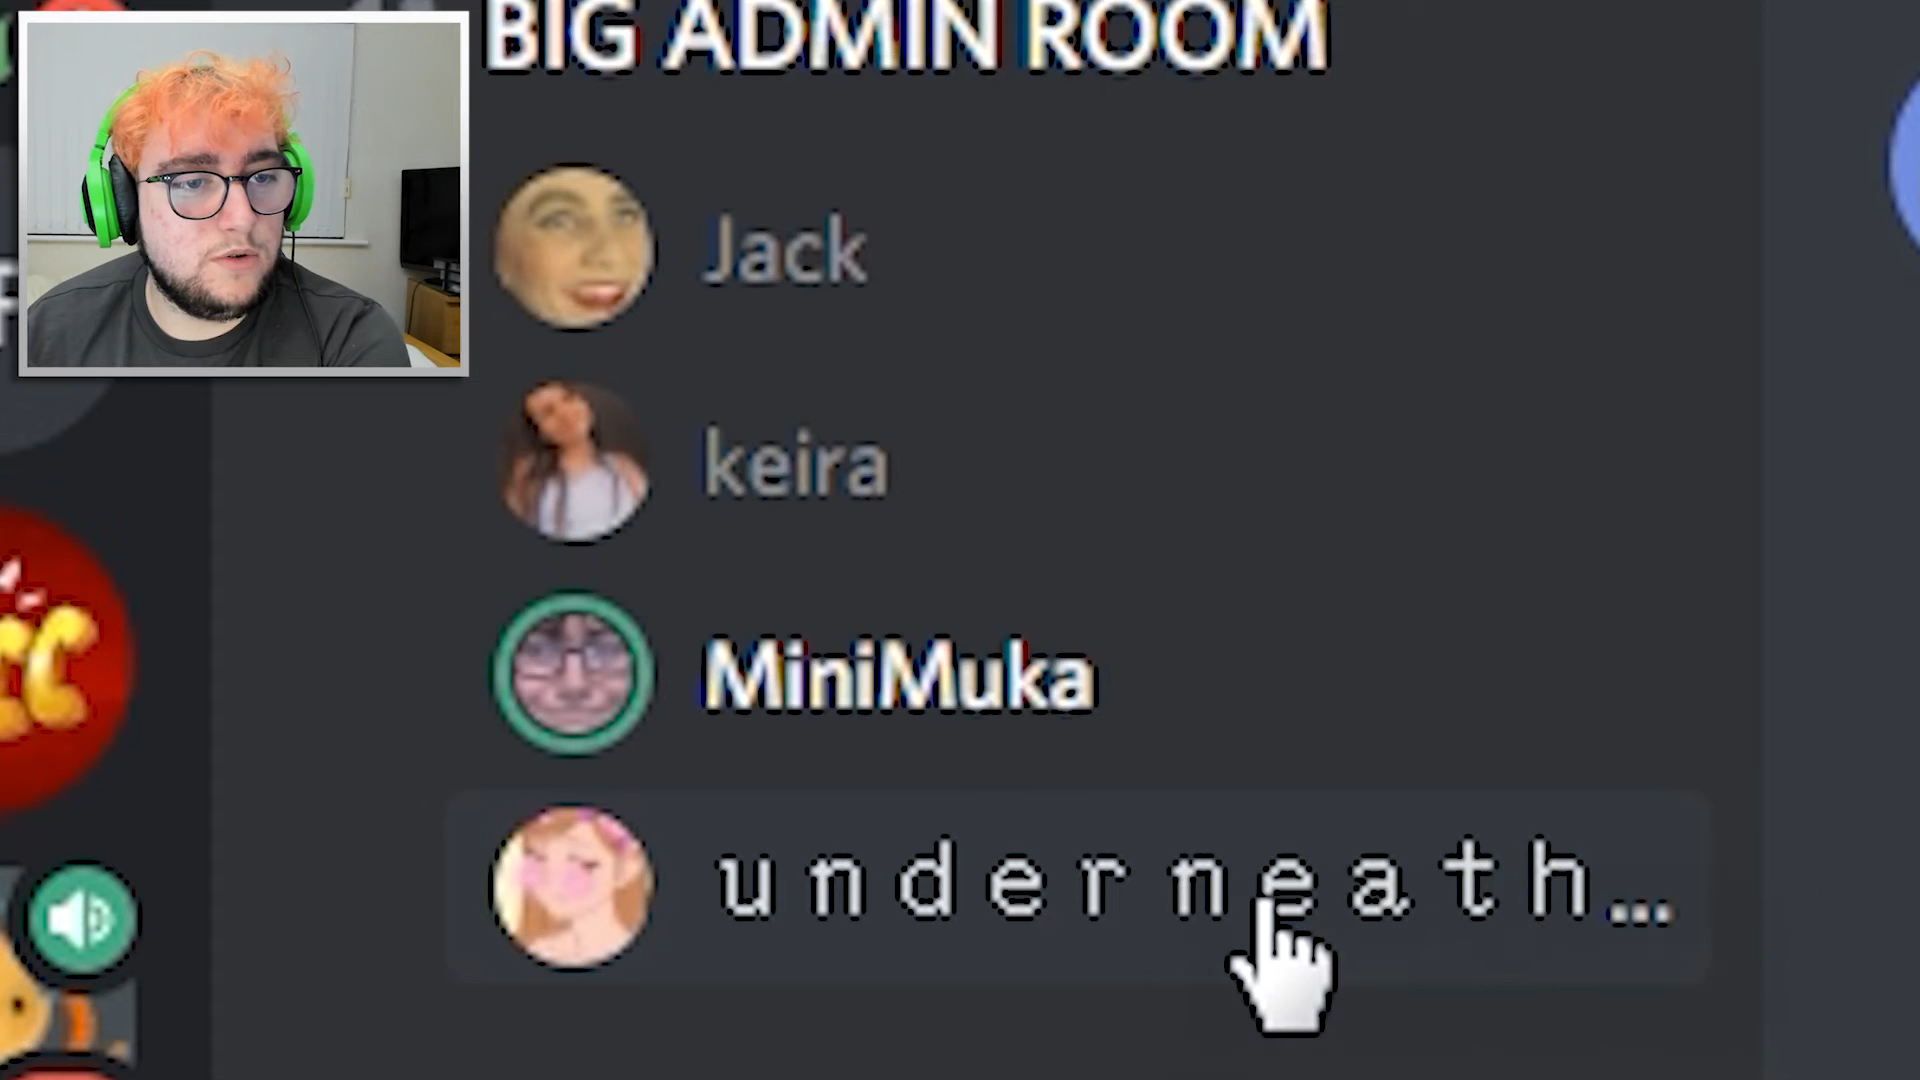 BIG ADMIN ROOM
Jack
keira
MiniMuka
u n d e r n e a t h...